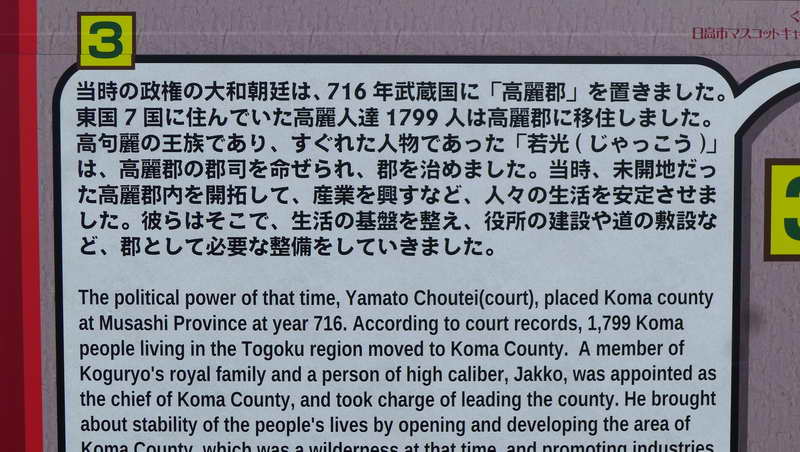 3
日高市マスコットキャ
当時の政権の大和朝廷は、716 年武蔵国に「高麗郡」を置きました。
東国 7 国に住んでいた高麗人達 1799 人は高麗郡に移住しました。
高句麗の王族であり、すぐれた人物であった「若光 ( じゃっこう )」
は、高麗郡の郡司を命ぜられ、郡を治めました。当時、未開地だっ
た高麗郡内を開拓して、産業を興すなど、人々の生活を安定させま
した。彼らはそこで、生活の基盤を整え、役所の建設や道の敷設な
ど、郡として必要な整備をしていきました。
The political power of that time, Yamato Choutei(court), placed Koma county
at Musashi Province at year 716. According to court records, 1,799 Koma
people living in the Togoku region moved to Koma County. A member of
Koguryo's royal family and a person of high caliber, Jakko, was appointed as
the chief of Koma County, and took charge of leading the county. He brought
about stability of the people's lives by opening and developing the area of
Koma County, which was a wilderness at that time, and promoting industries